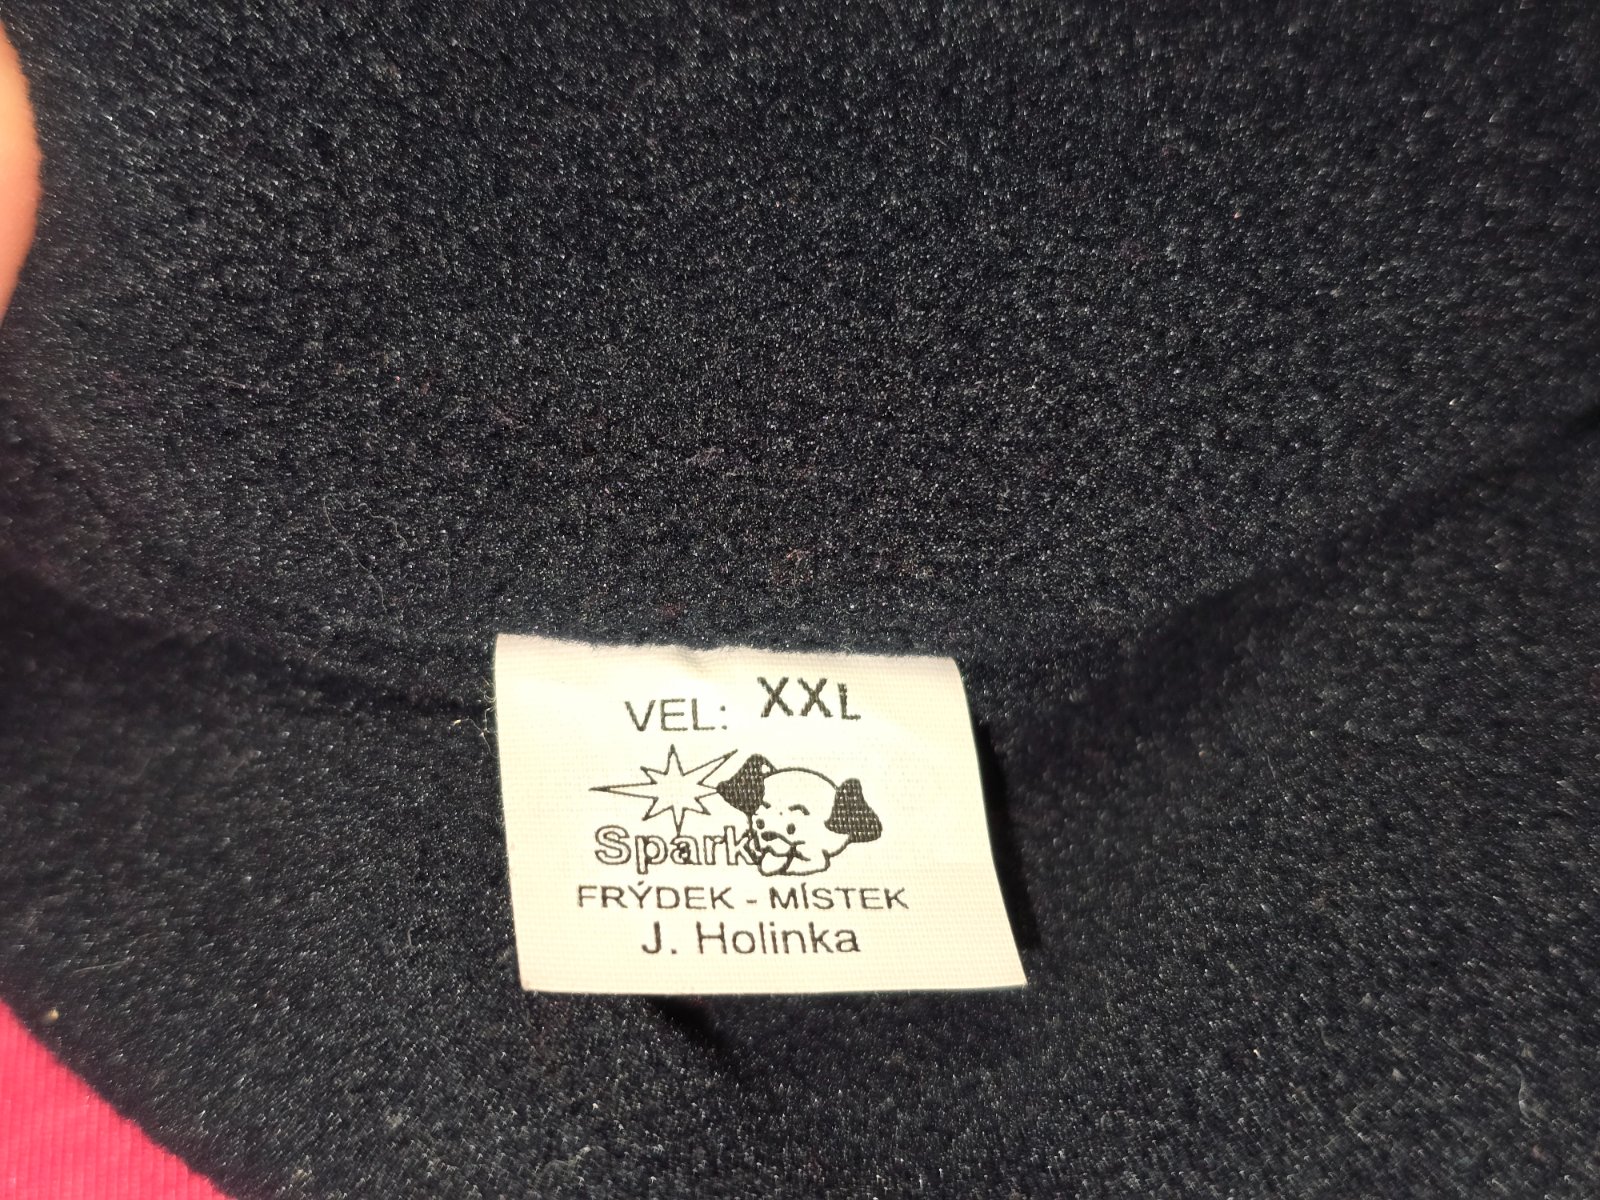 VEL: XXL
Spark
FRÝDEK - MÍSTEK
J. Holinka